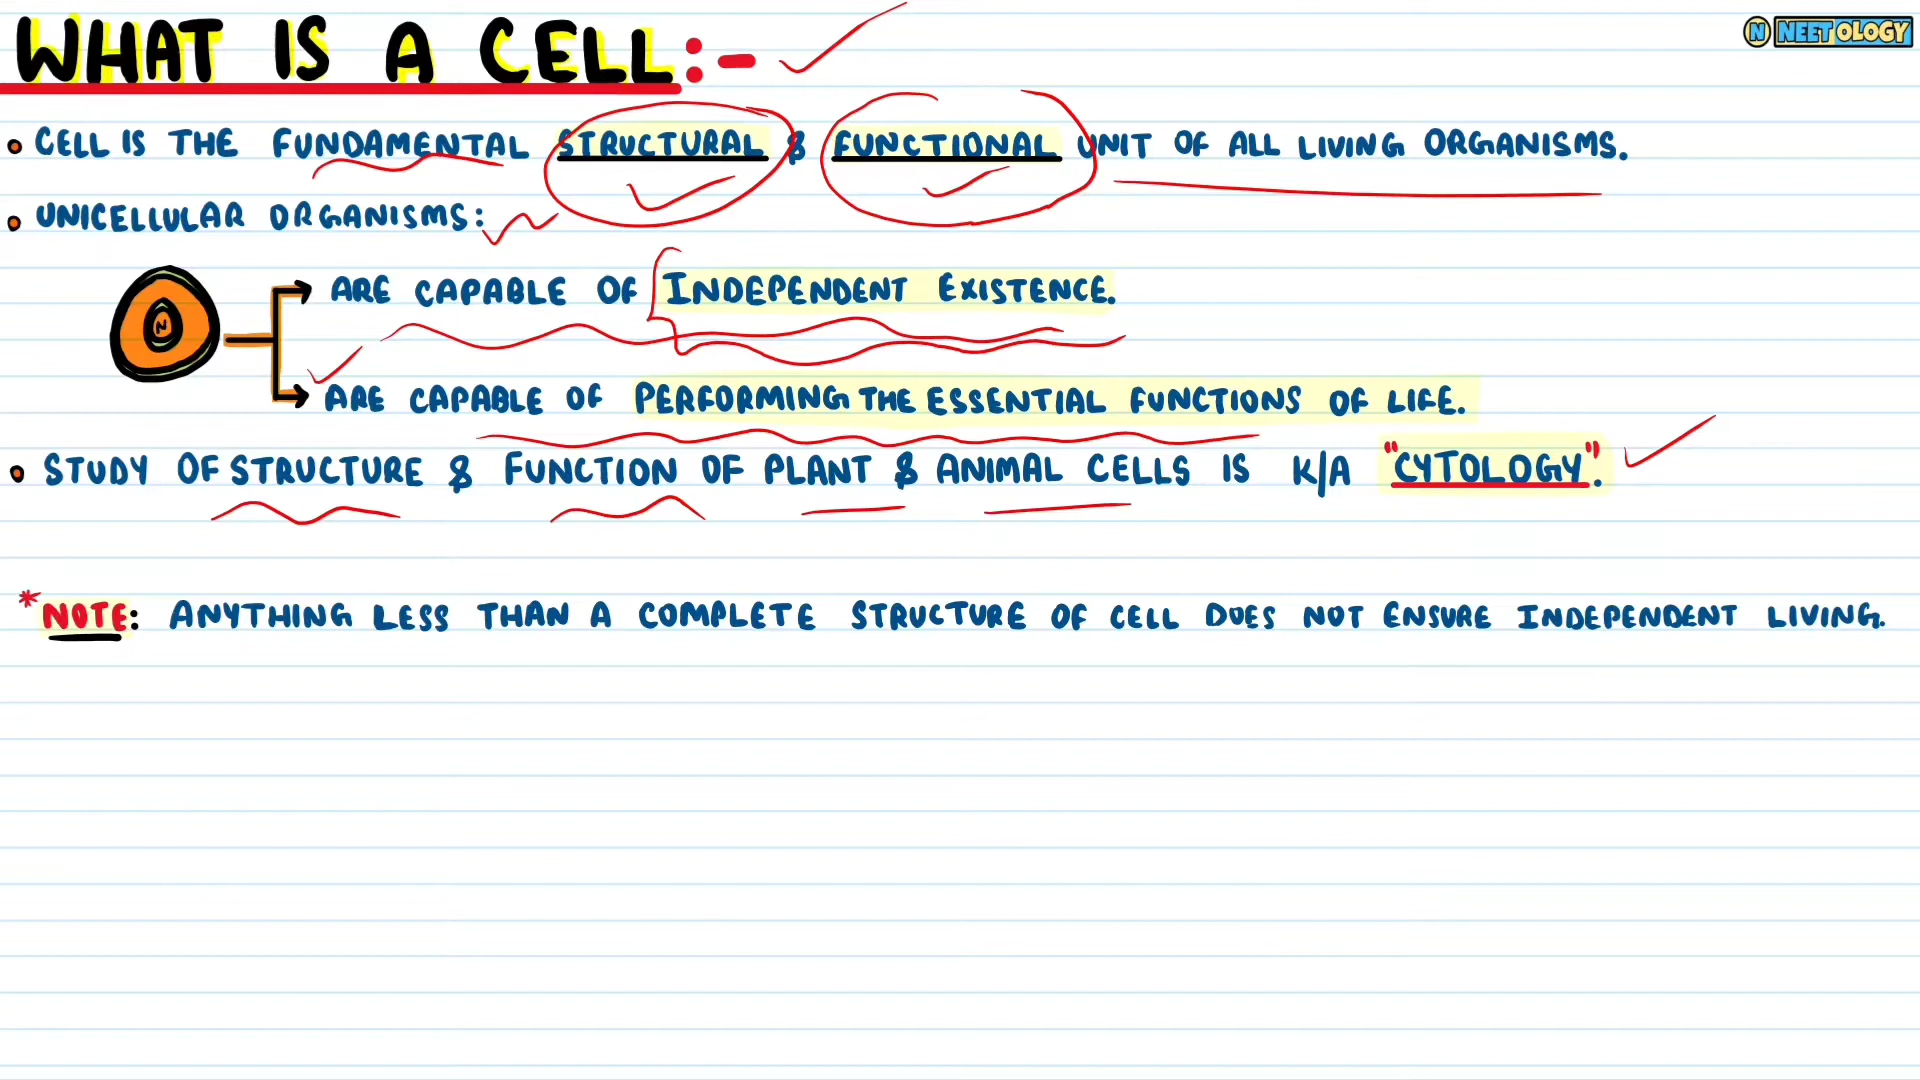 WHAT IS A CELL:-
N NEETOLOGY
• CELL IS THE FUNDAMENTAL STRUCTURAL & FUNCTIONAL UNIT OF ALL LIVING ORGANISMS.
• UNICELLULAR ORGANISMS:
→ ARE CAPABLE OF INDEPENDENT EXISTENCE.
N
→ ARE CAPABLE OF PERFORMING THE ESSENTIAL FUNCTIONS OF LIFE.
• STUDY OF STRUCTURE & FUNCTION OF PLANT & ANIMAL CELLS IS K/A "CYTOLOGY".
*NOTE: ANYTHING LESS THAN A COMPLETE STRUCTURE OF CELL DOES NOT ENSURE INDEPENDENT LIVING.